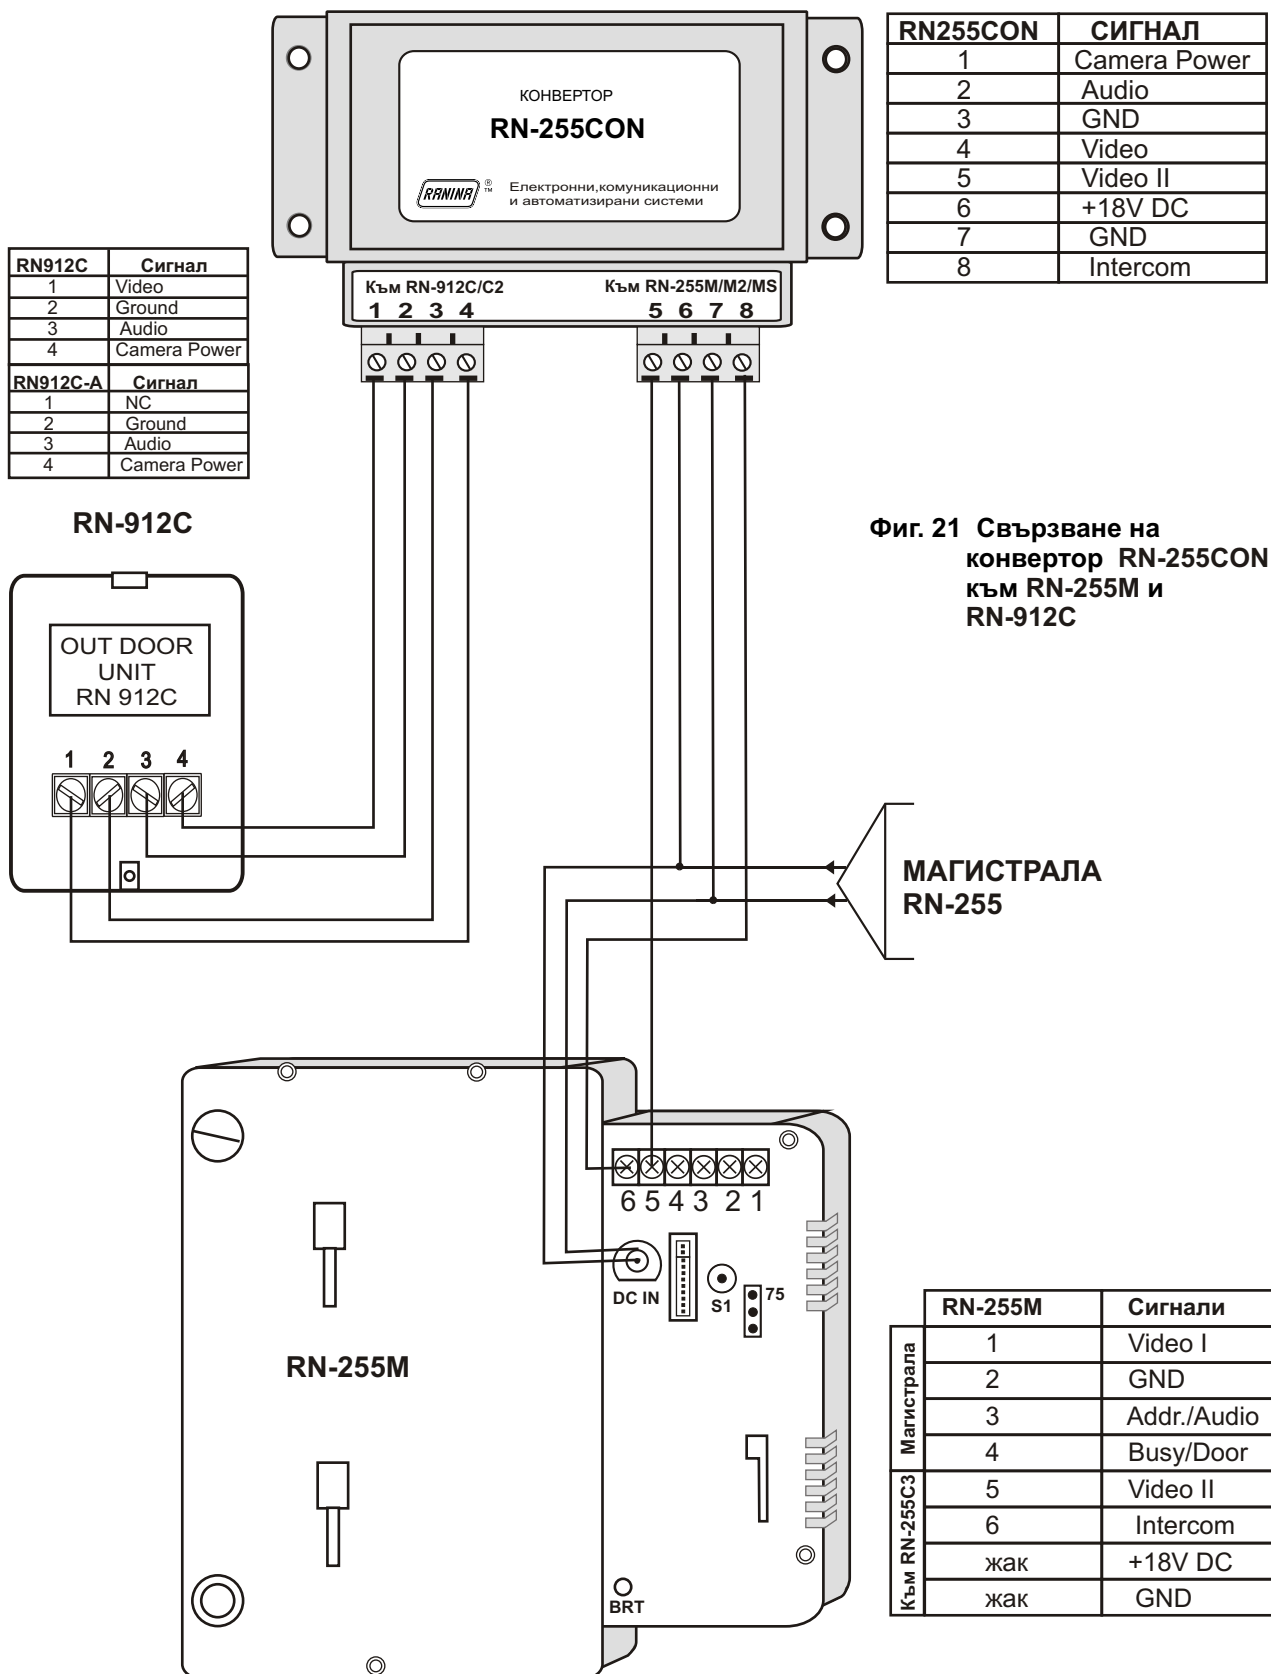 КОНВЕРТОР
RN-255CON
RANINA ® ™
Електронни,комуникационни
и автоматизирани системи
Към RN-912C/C2
1 2 3 4
Към RN-255M/M2/MS
5 6 7 8
RN255CON СИГНАЛ
1 Camera Power
2 Audio
3 GND
4 Video
5 Video II
6 +18V DC
7 GND
8 Intercom
RN912C Сигнал
1 Video
2 Ground
3 Audio
4 Camera Power
RN912C-A Сигнал
1 NC
2 Ground
3 Audio
4 Camera Power
RN-912C
OUT DOOR
UNIT
RN 912C
1 2 3 4
Фиг. 21 Свързване на
конвертор RN-255CON
към RN-255M и
RN-912C
МАГИСТРАЛА
RN-255
6 5 4 3 2 1
DC IN
S1
75
RN-255M
BRT
RN-255M Сигнали
Магистрала
1 Video I
2 GND
3 Addr./Audio
4 Busy/Door
Към RN-255C3
5 Video II
6 Intercom
жак +18V DC
жак GND